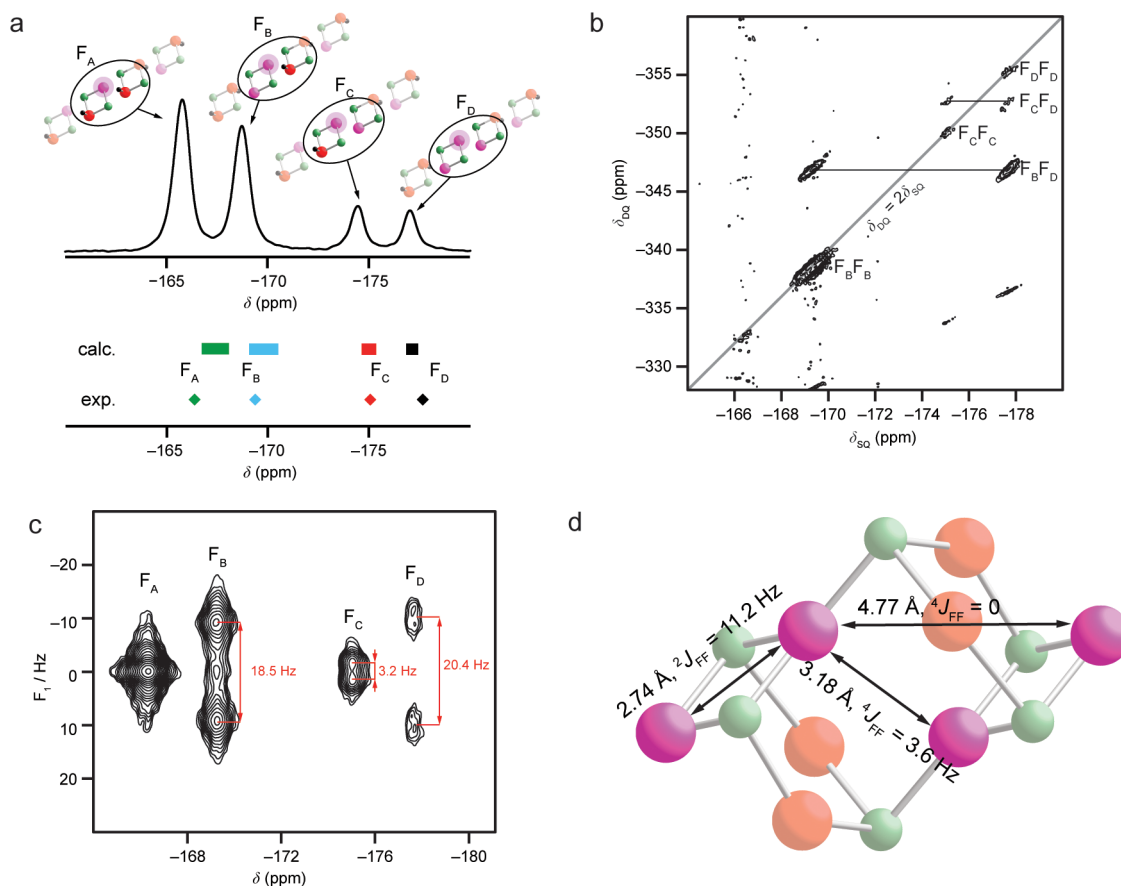 a
F_A
F_B
F_C
F_D
−165
−170
−175
δ (ppm)
calc.
F_A
F_B
F_C
F_D
exp.
−165
−170
−175
δ (ppm)
b
−355
−350
−345
−340
−335
−330
δ_DQ (ppm)
F_DF_D
F_CF_D
F_CF_C
F_BF_D
δ_DQ = 2δ_SQ
F_BF_B
−166
−168
−170
−172
−174
−176
−178
δ_SQ (ppm)
c
−20
−10
0
10
20
F_1 / Hz
F_A
F_B
F_C
F_D
18.5 Hz
3.2 Hz
20.4 Hz
−168
−172
−176
−180
δ (ppm)
d
2.74 Å, ²J_FF = 11.2 Hz
4.77 Å, ⁴J_FF = 0
3.18 Å, ⁴J_FF = 3.6 Hz